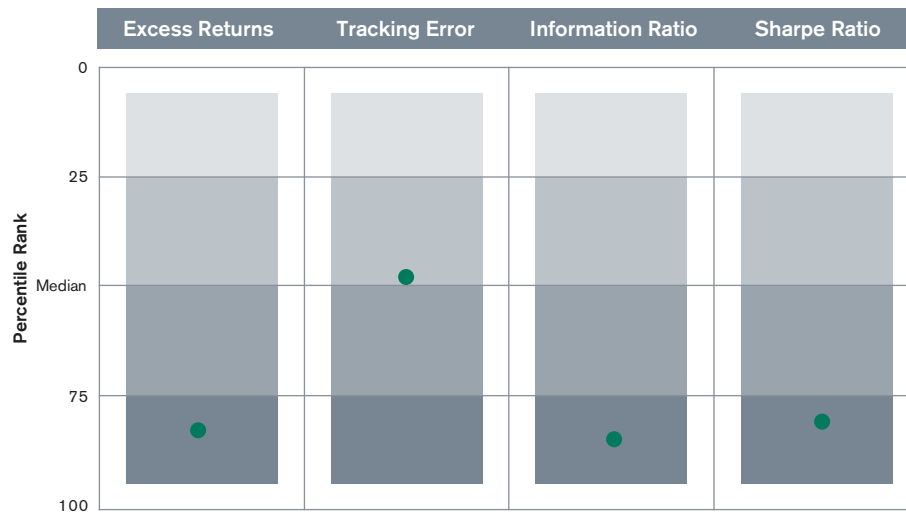 Excess Returns
Tracking Error
Information Ratio
Sharpe Ratio
Percentile Rank
0
25
Median
75
100